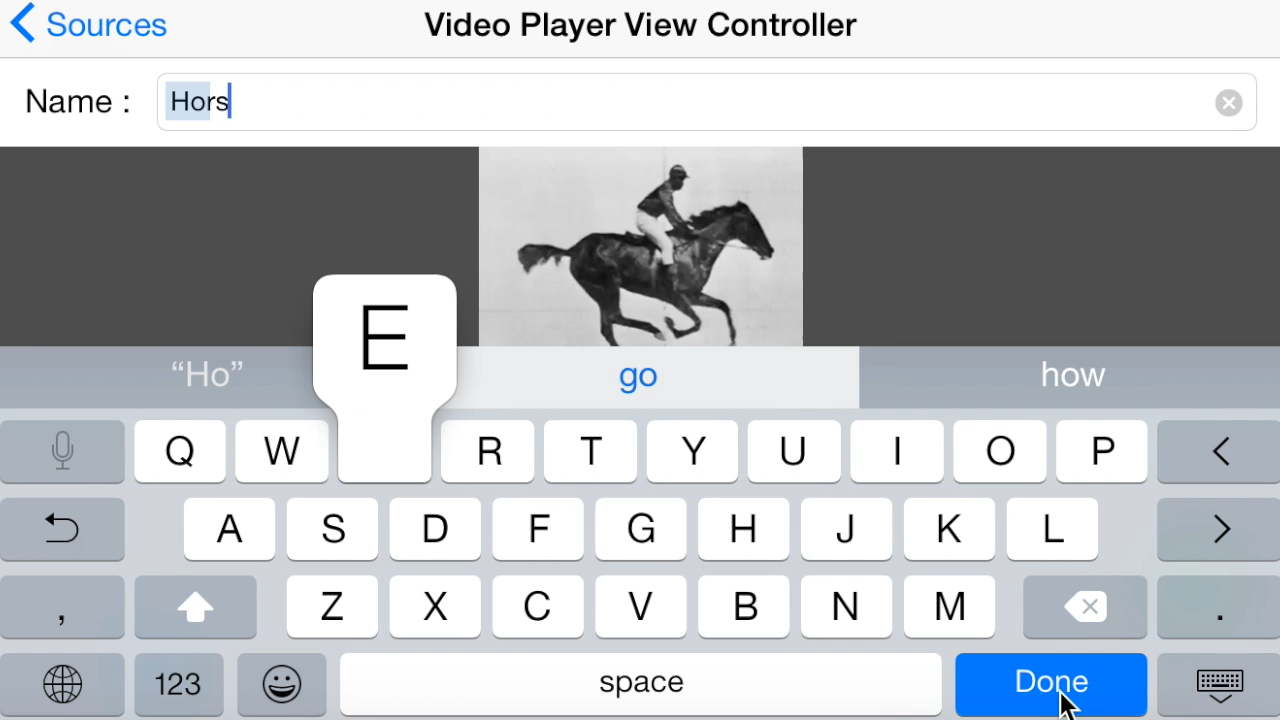 Sources Video Player View Controller
Name : Hors
E
“Ho” go how
Q W R T Y U I O P <
A S D F G H J K L >
, Z X C V B N M .
123 space Done